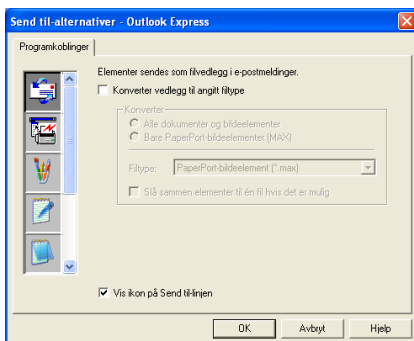 Send til-alternativer - Outlook Express
Programkoblinger
Elementer sendes som filvedlegg i e-postmeldinger.
Konverter vedlegg til angitt filtype
Konverter
Alle dokumenter og bildeelementer
Bare PaperPort-bildeelementer (MAX)
Filtype: PaperPort-bildeelement (*.max)
Slå sammen elementer til én fil hvis det er mulig
Vis ikon på Send til-linjen
OK Avbryt Hjelp